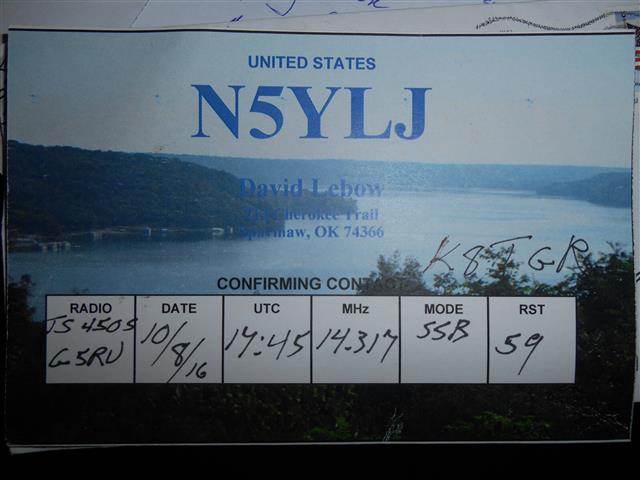 UNITED STATES
N5YLJ
David Lebow
Cherokee Trail
OK 74366
K8TGR
CONFIRMING CONTACT
RADIO DATE UTC MHz MODE RST
TS 450S
G5RU
10/8/16
17:45
14.317
SSB
59